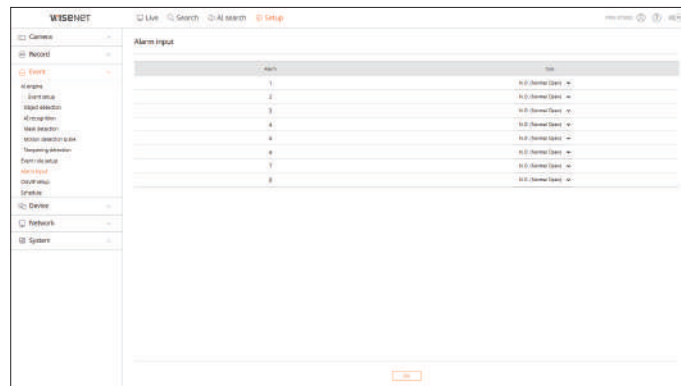 WISENET
Live Search AI search Setup
Camera
Record
Event
AI engine
Event setup
Object detection
AI recognition
Mask detection
Motion detection
Tampering detection
Event rule setup
Alarm input
ONVIF setup
Schedule
Device
Network
System
Alarm input
Alarm Type
1 N.O (Normal Open)
2 N.O (Normal Open)
3 N.O (Normal Open)
4 N.O (Normal Open)
5 N.O (Normal Open)
6 N.O (Normal Open)
7 N.O (Normal Open)
8 N.O (Normal Open)